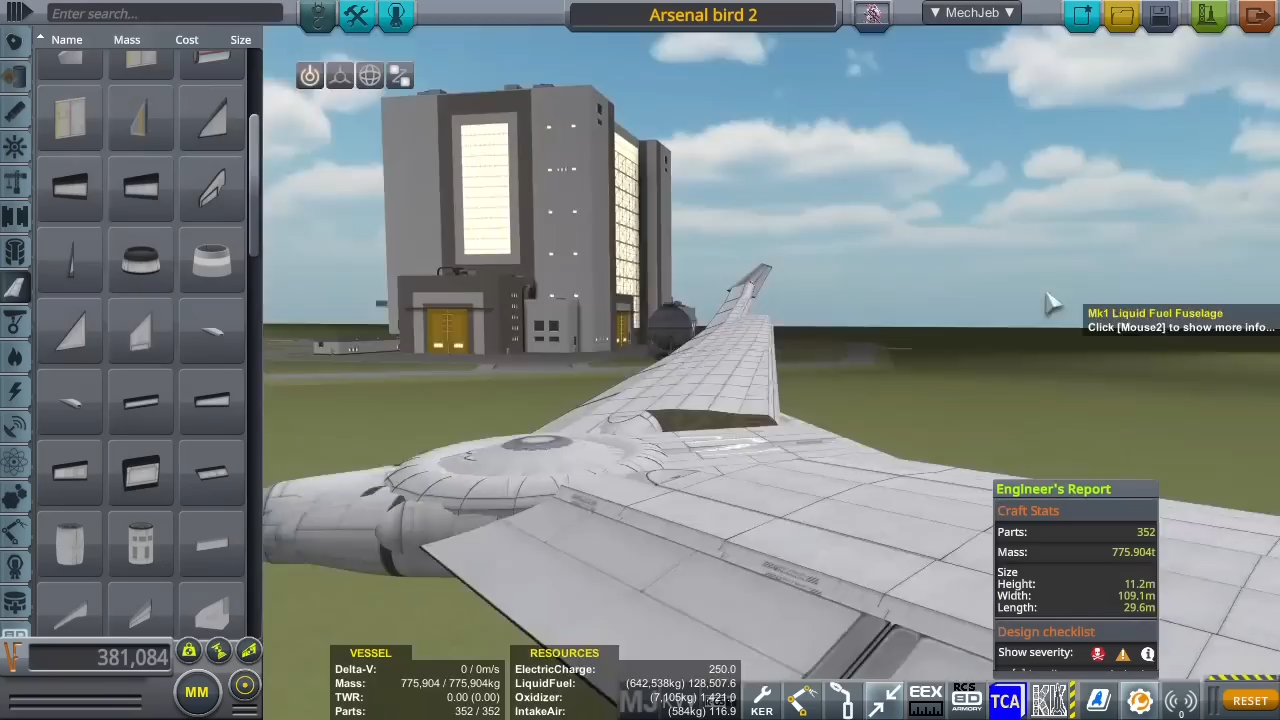 Enter search...
Arsenal bird 2
▼ MechJeb ▼
Name Mass Cost Size
Mk1 Liquid Fuel Fuselage
Click [Mouse2] to show more info...
Engineer's Report
Craft Stats
Parts: 352
Mass: 775.904t
Size
Height: 11.2m
Width: 109.1m
Length: 29.6m
Design checklist
Show severity:
381,084
MM
VESSEL
Delta-V: 0 / 0m/s
Mass: 775,904 / 775,904kg
TWR: 0.00 (0.00)
Parts: 352 / 352
RESOURCES
ElectricCharge: 250.0
LiquidFuel: (642,538kg) 128,507.6
Oxidizer: (7,105kg) 1,421.0
IntakeAir: (584kg) 116.9
KER
EEX
RCS
ARMORY
TCA
KK
0
RESET